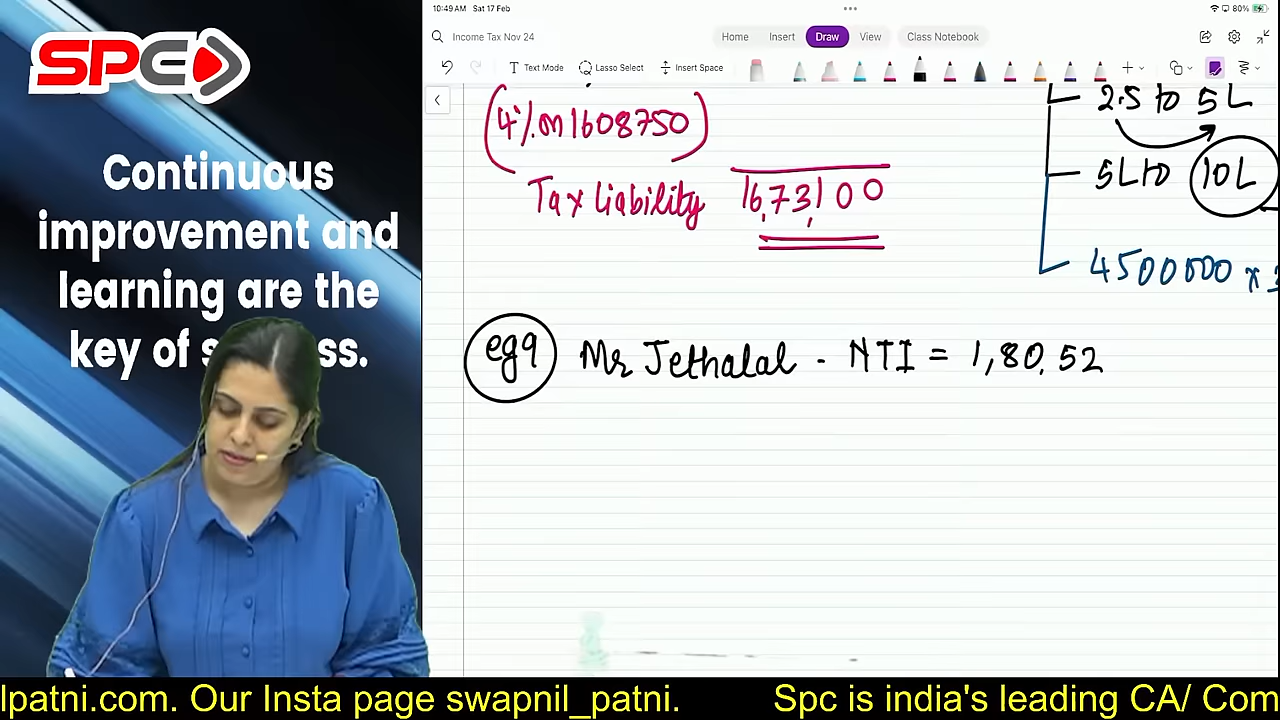 SPC
Continuous
improvement and
learning are the
key of s ss.
10:49 AM Sat 17 Feb
80%
Income Tax Nov 24
Home Insert Draw View Class Notebook
Text Mode Lasso Select Insert Space
(4% on 1608750)
Tax Liability 16,73,100
2.5 to 5L
5L to 10L
4500000 x 3
eg 9 Mr Jethalal - NTI = 1,80,52
lpatni.com. Our Insta page swapnil_patni. Spc is india's leading CA/ Com